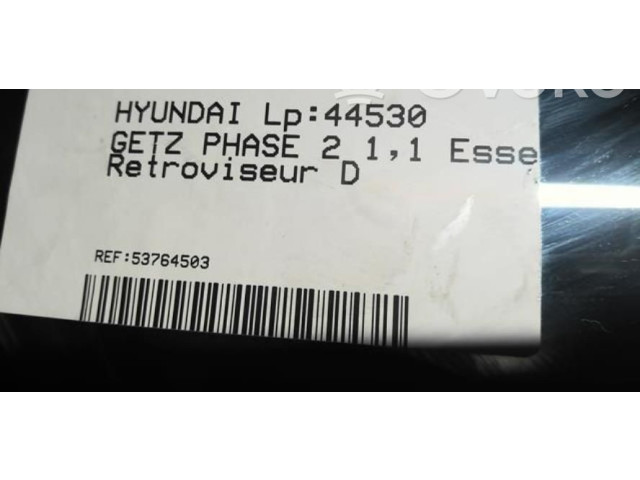 HYUNDAI Lp:44530
GETZ PHASE 2 1,1 Esse
Retroviseur D
REF:53764503